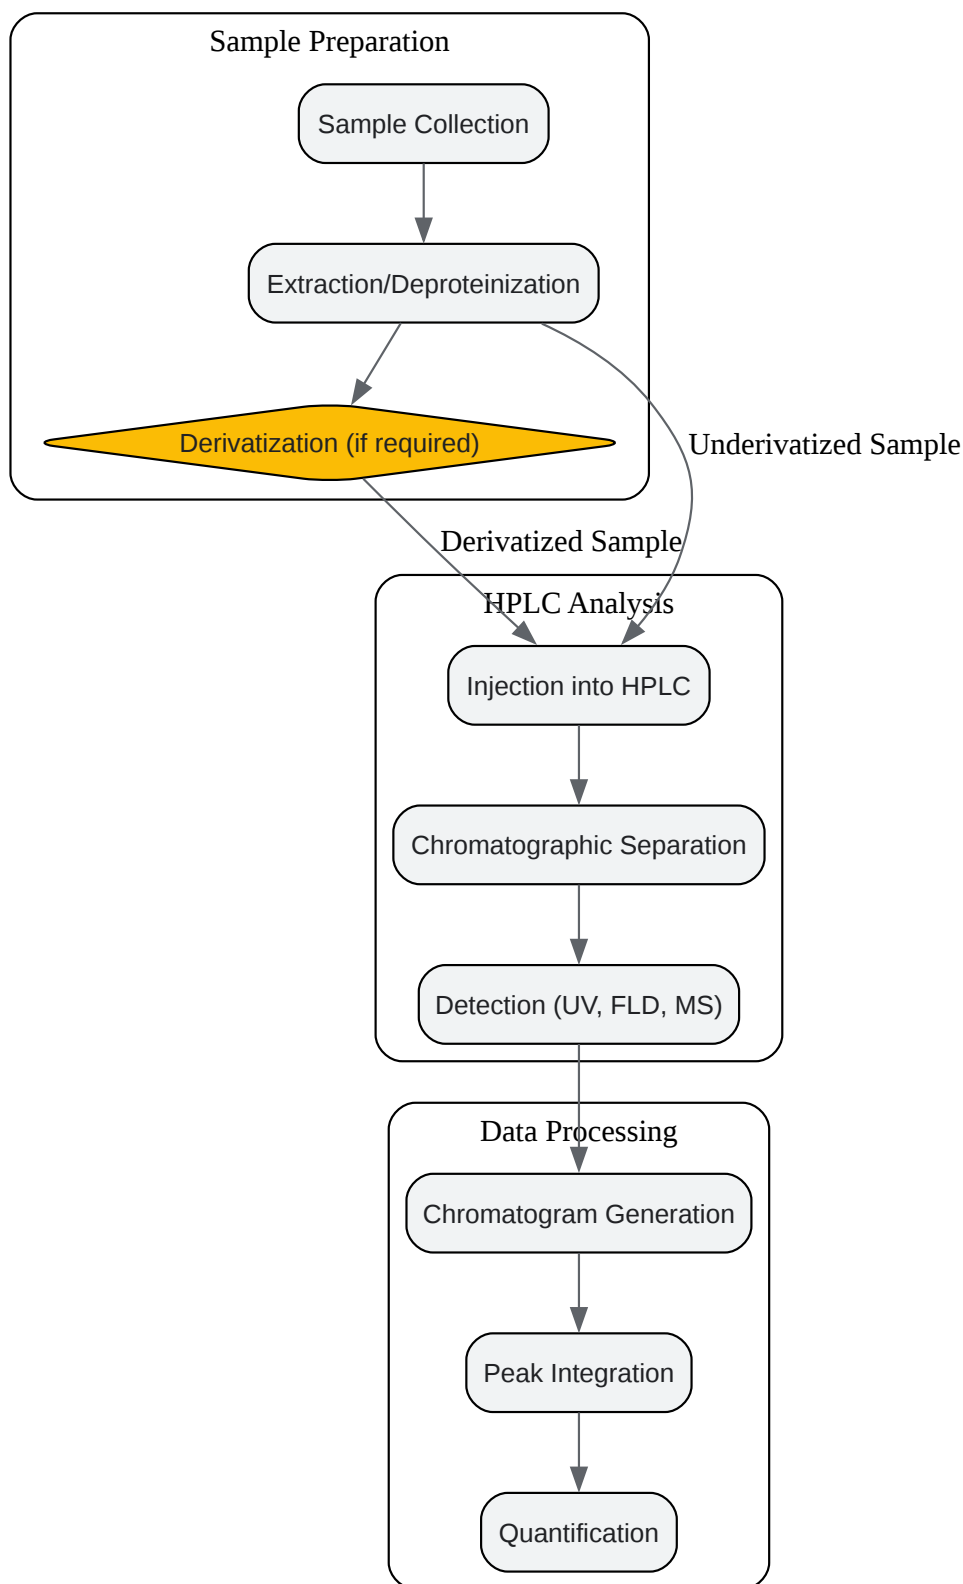 Sample Preparation
Sample Collection
Extraction/Deproteinization
Derivatization (if required)
Underivatized Sample
Derivatized Sample
HPLC Analysis
Injection into HPLC
Chromatographic Separation
Detection (UV, FLD, MS)
Data Processing
Chromatogram Generation
Peak Integration
Quantification